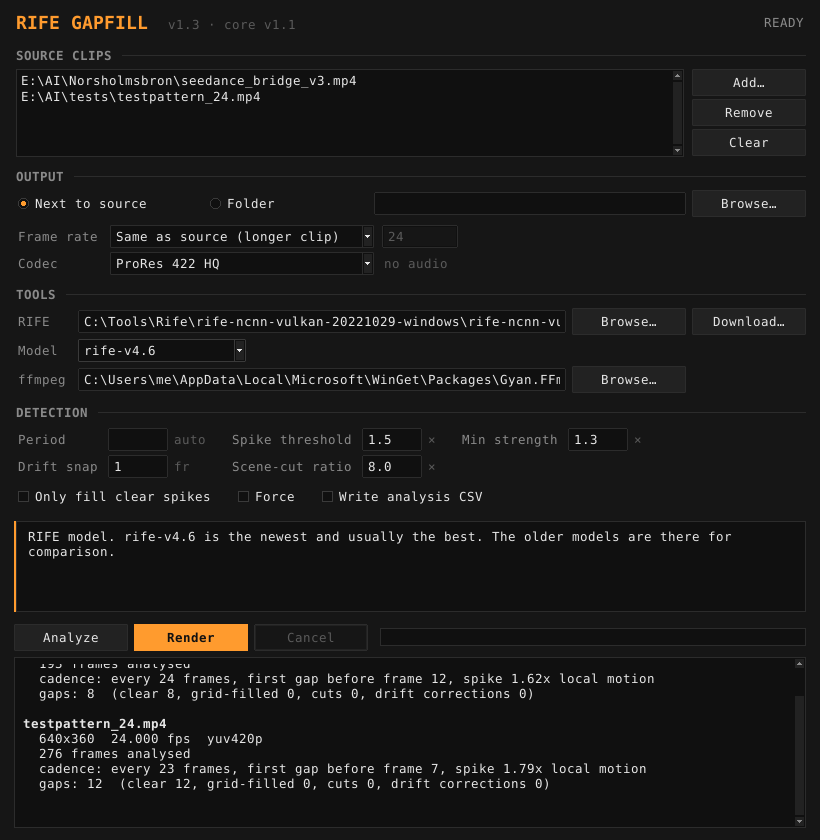 RIFE GAPFILL v1.3 · core v1.1 READY
SOURCE CLIPS
E:\AI\Norsholmsbron\seedance_bridge_v3.mp4 Add…
E:\AI\tests\testpattern_24.mp4
Remove
Clear
OUTPUT
Next to source Folder Browse…
Frame rate Same as source (longer clip) 24
Codec ProRes 422 HQ no audio
TOOLS
RIFE C:\Tools\Rife\rife-ncnn-vulkan-20221029-windows\rife-ncnn-vu Browse… Download…
Model rife-v4.6
ffmpeg C:\Users\me\AppData\Local\Microsoft\WinGet\Packages\Gyan.FFm Browse…
DETECTION
Period auto Spike threshold 1.5 × Min strength 1.3 ×
Drift snap 1 fr Scene-cut ratio 8.0 ×
Only fill clear spikes Force Write analysis CSV
RIFE model. rife-v4.6 is the newest and usually the best. The older models are there for
comparison.
Analyze Render Cancel
frames analysed
cadence: every 24 frames, first gap before frame 12, spike 1.62x local motion
gaps: 8 (clear 8, grid-filled 0, cuts 0, drift corrections 0)
testpattern_24.mp4
640x360 24.000 fps yuv420p
276 frames analysed
cadence: every 23 frames, first gap before frame 7, spike 1.79x local motion
gaps: 12 (clear 12, grid-filled 0, cuts 0, drift corrections 0)